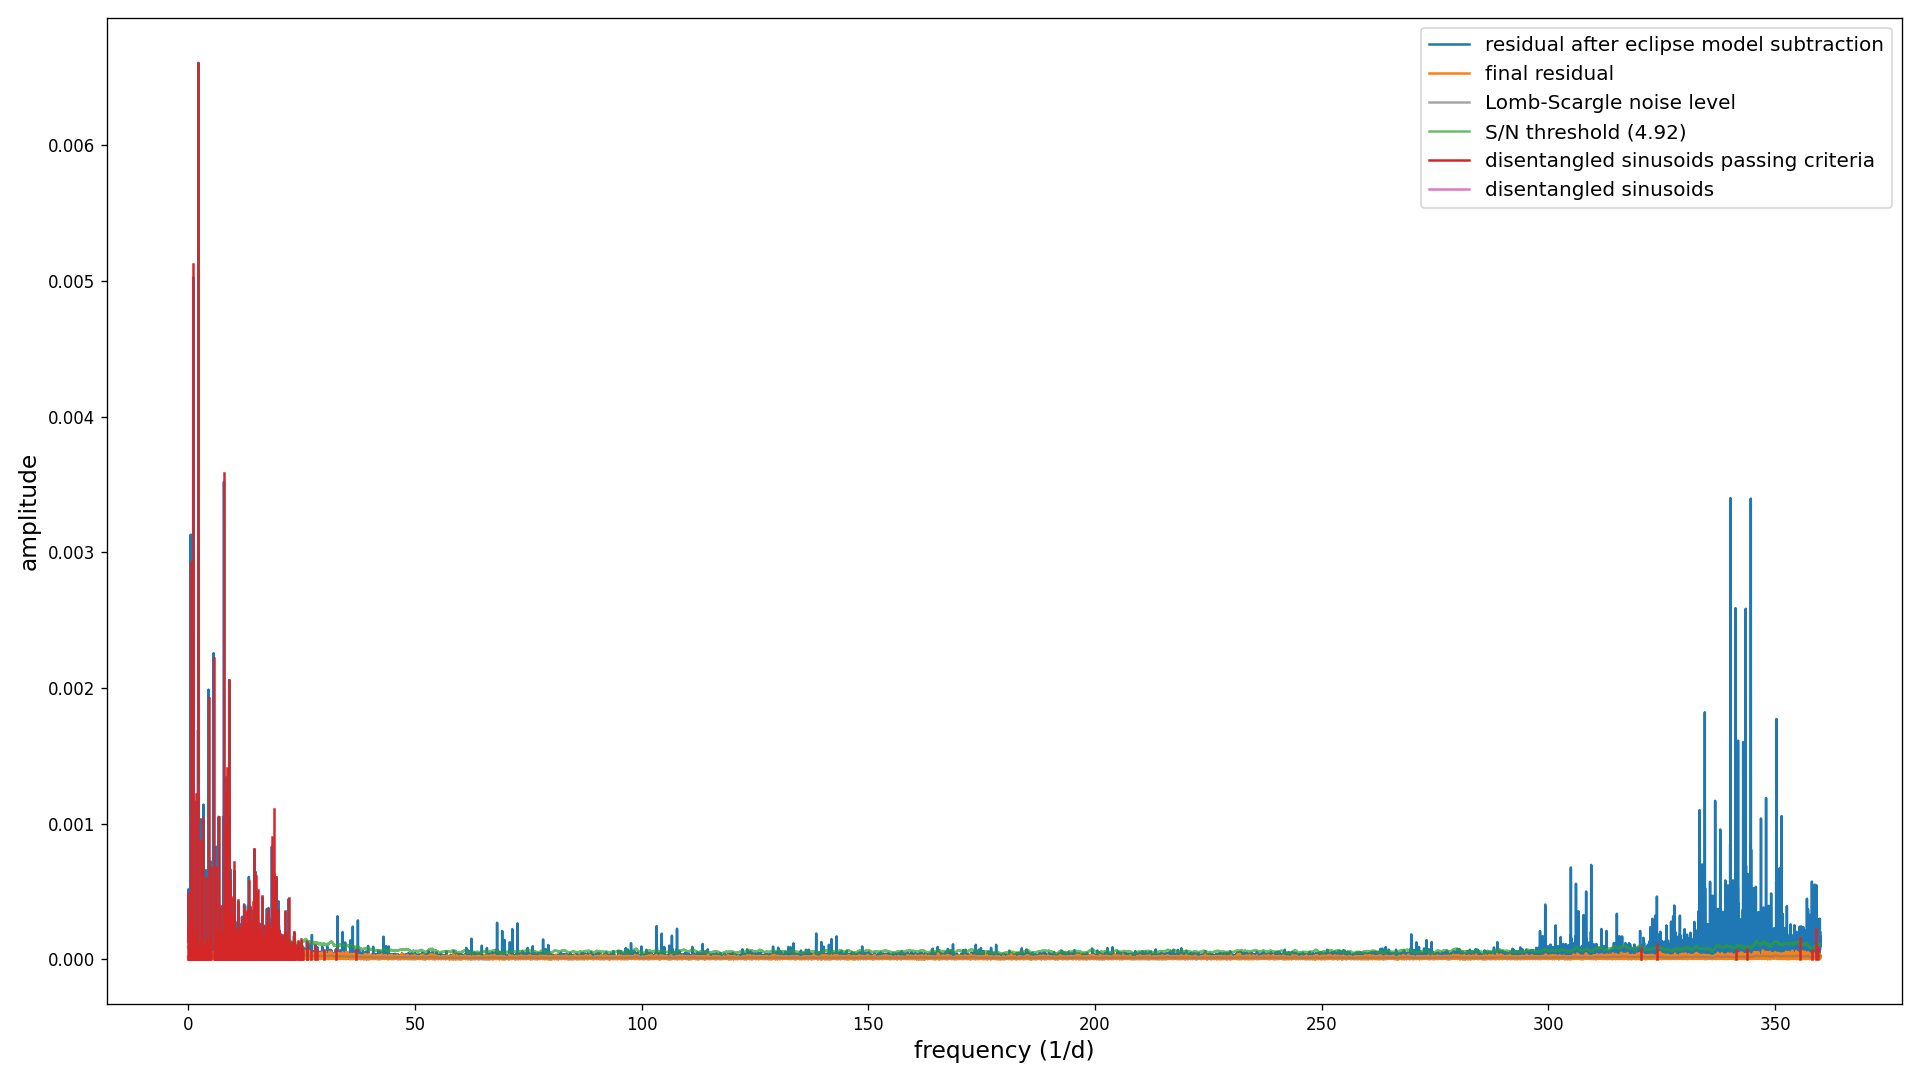 residual after eclipse model subtraction
final residual
Lomb-Scargle noise level
S/N threshold (4.92)
disentangled sinusoids passing criteria
disentangled sinusoids
amplitude
0.006
0.005
0.004
0.003
0.002
0.001
0.000
0 50 100 150 200 250 300 350
frequency (1/d)